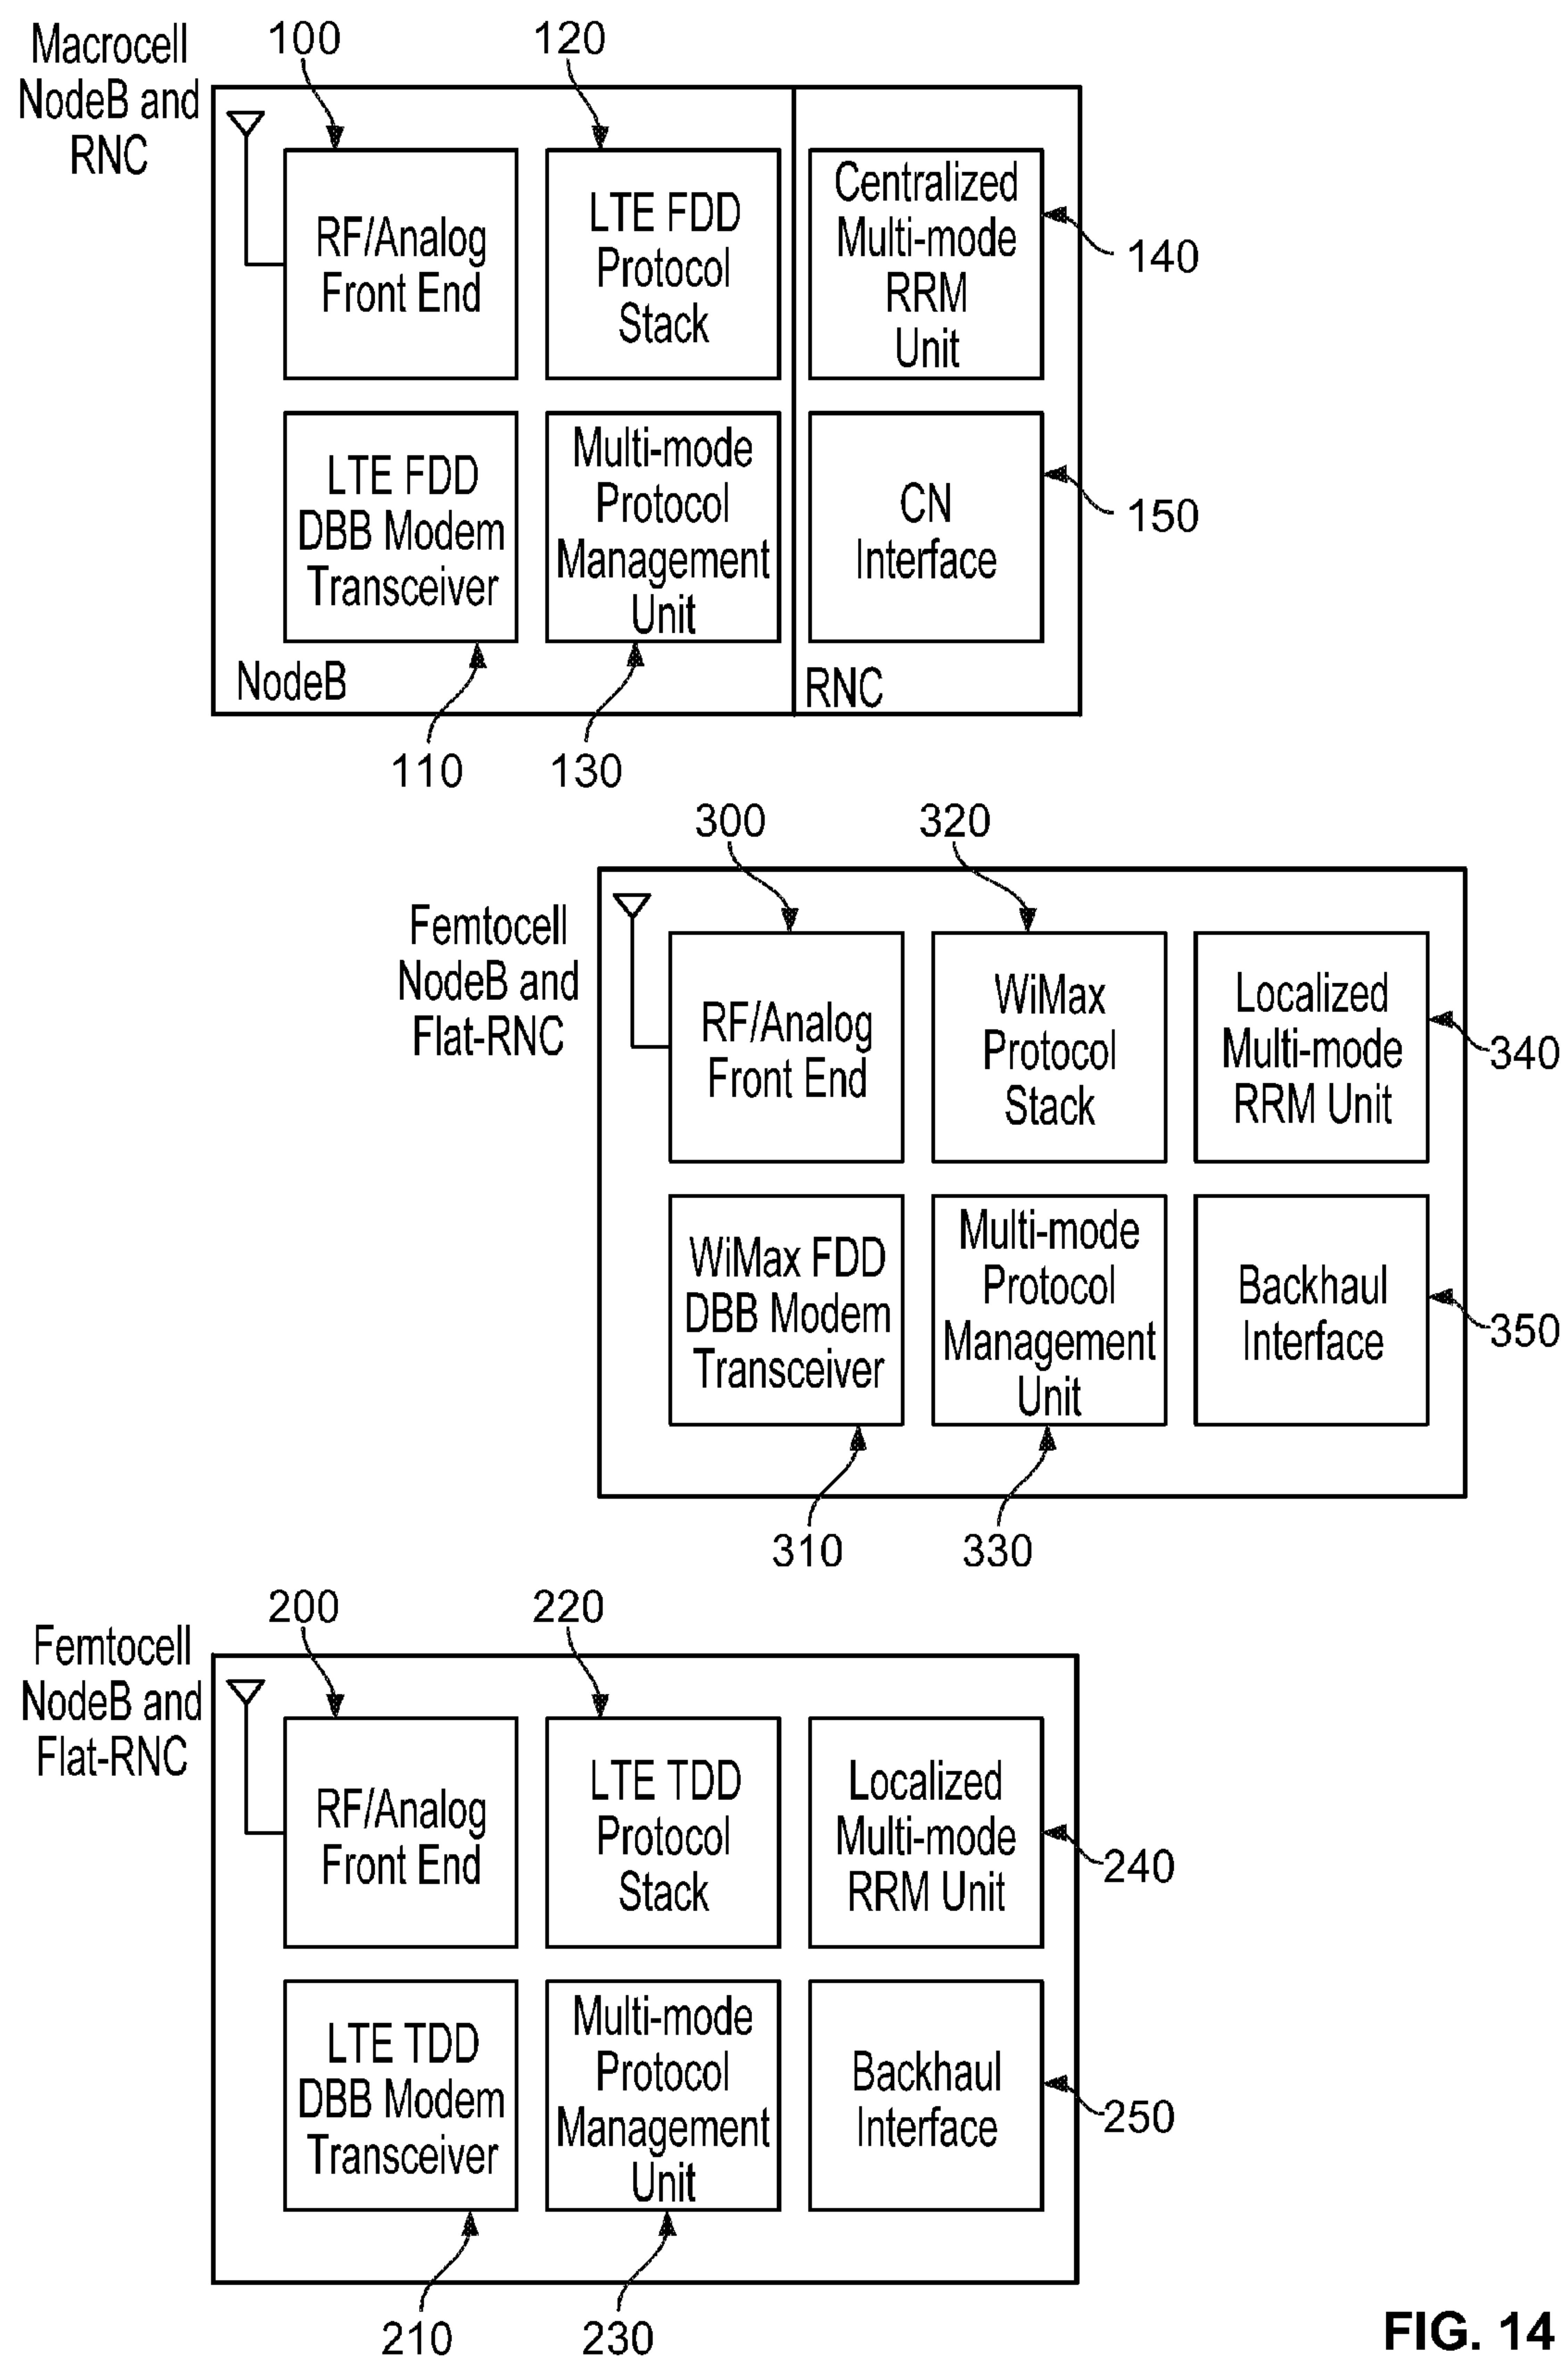 Macrocell
NodeB and
RNC
100
120
RF/Analog
Front End
LTE FDD
Protocol
Stack
Centralized
Multi-mode
RRM
Unit
140
LTE FDD
DBB Modem
Transceiver
Multi-mode
Protocol
Management
Unit
CN
Interface
150
NodeB
RNC
110
130
300
320
Femtocell
NodeB and
Flat-RNC
RF/Analog
Front End
WiMax
Protocol
Stack
Localized
Multi-mode
RRM Unit
340
WiMax FDD
DBB Modem
Transceiver
Multi-mode
Protocol
Management
Unit
Backhaul
Interface
350
310
330
200
220
Femtocell
NodeB and
Flat-RNC
RF/Analog
Front End
LTE TDD
Protocol
Stack
Localized
Multi-mode
RRM Unit
240
LTE TDD
DBB Modem
Transceiver
Multi-mode
Protocol
Management
Unit
Backhaul
Interface
250
210
230
FIG. 14